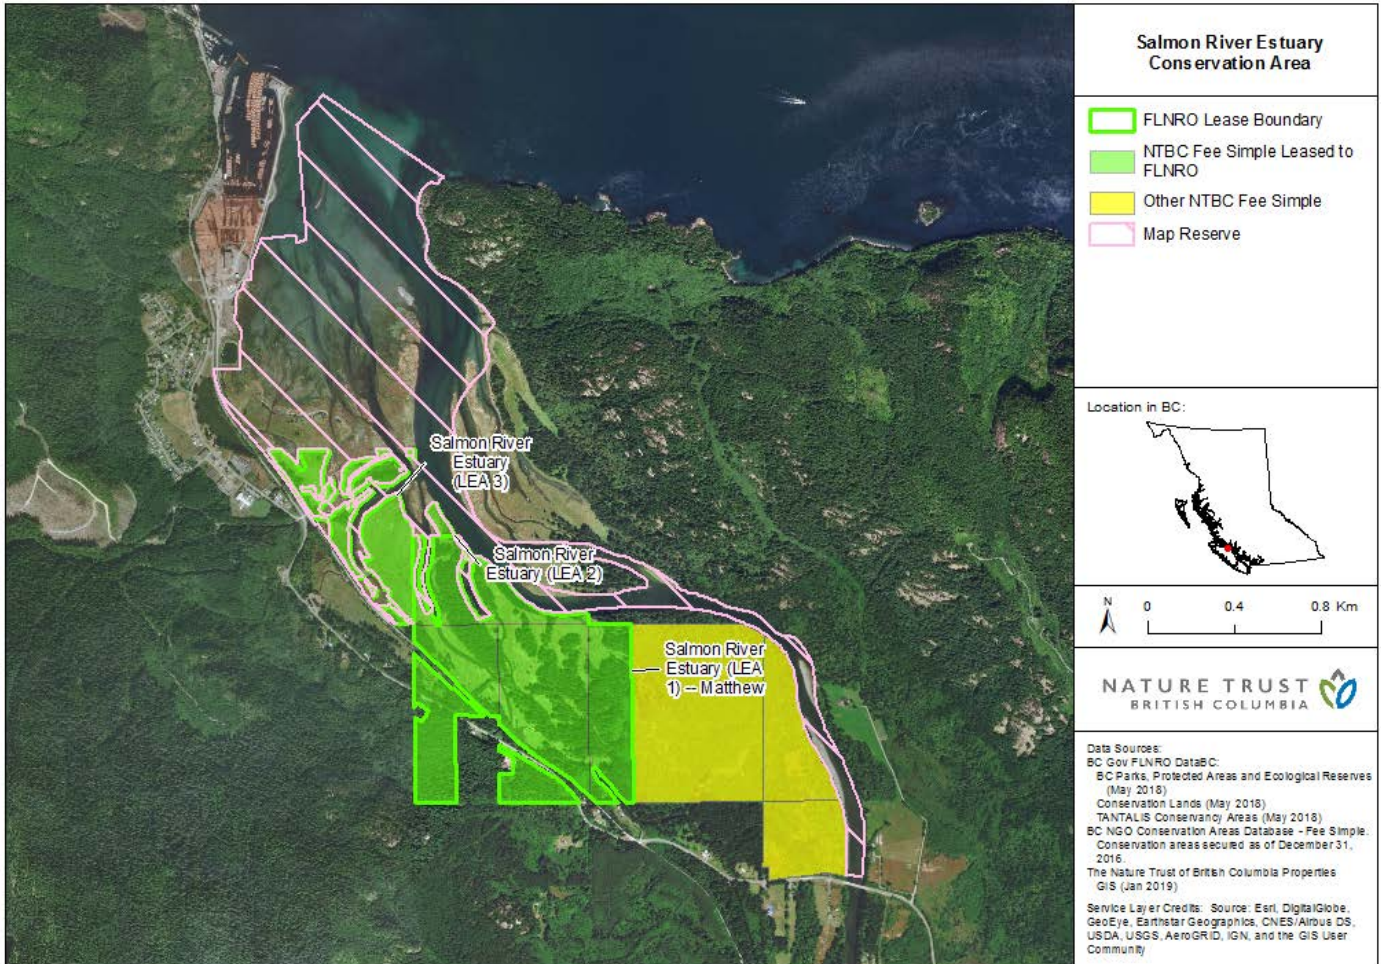 Salmon River Estuary
Conservation Area
FLNRO Lease Boundary
NTBC Fee Simple Leased to
FLNRO
Other NTBC Fee Simple
Map Reserve
Salmon River
Estuary
(LEA 3)
Salmon River
Estuary (LEA 2)
Salmon River
Estuary (LEA
1) -- Matthew
Location in BC:
N
0 0.4 0.8 Km
NATURE TRUST
BRITISH COLUMBIA
Data Sources:
BC Gov FLNRO DataBC:
BC Parks, Protected Areas and Ecological Reserves
(May 2018)
Conservation Lands (May 2018)
TANTALIS Conservancy Areas (May 2018)
BC NGO Conservation Areas Database - Fee Simple.
Conservation areas secured as of December 31,
2016.
The Nature Trust of British Columbia Properties
GIS (Jan 2019)
Service Layer Credits: Source: Esri, DigitalGlobe,
GeoEye, Earthstar Geographics, CNES/Airbus DS,
USDA, USGS, AeroGRID, IGN, and the GIS User
Community